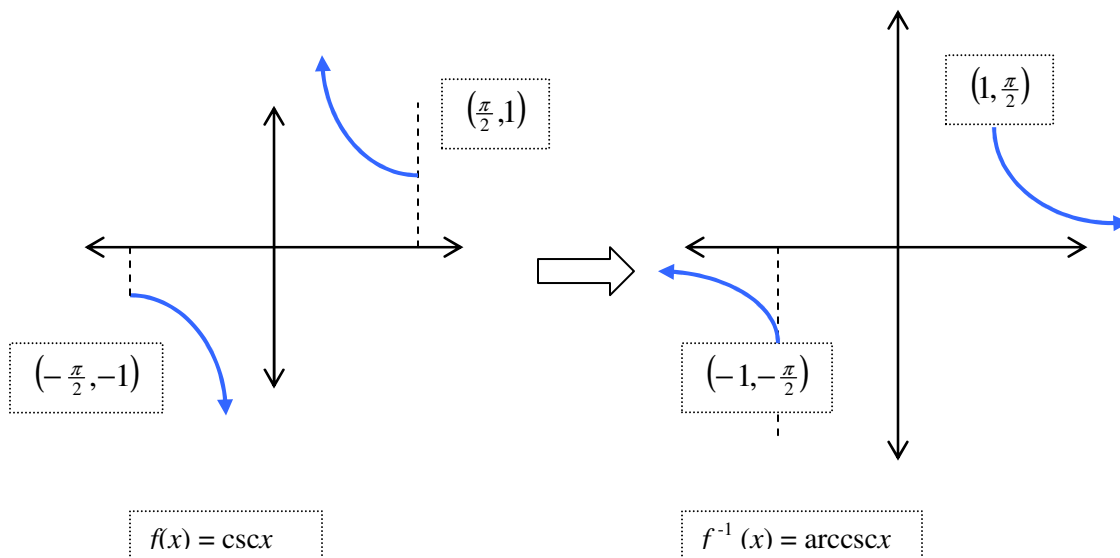 (π/2, 1)
(1, π/2)
(−π/2, −1)
(−1, −π/2)
f(x) = cscx
f⁻¹ (x) = arccscx